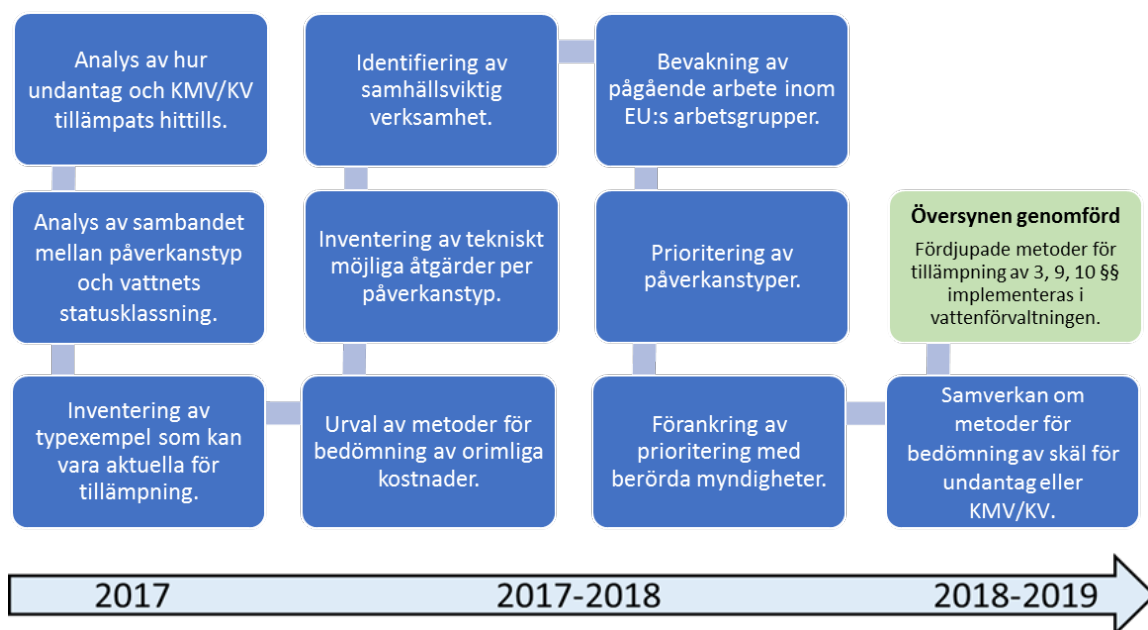 Analys av hur
undantag och KMV/KV
tillämpats hittills.
Analys av sambandet
mellan påverkanstyp
och vattnets
statusklassning.
Inventering av
typexempel som kan
vara aktuella för
tillämpning.
Urval av metoder för
bedömning av orimliga
kostnader.
Inventering av tekniskt
möjliga åtgärder per
påverkanstyp.
Identifiering av
samhällsviktig
verksamhet.
Bevakning av
pågående arbete inom
EU:s arbetsgrupper.
Prioritering av
påverkanstyper.
Förankring av
prioritering med
berörda myndigheter.
Samverkan om
metoder för
bedömning av skäl för
undantag eller
KMV/KV.
Översynen genomförd
Fördjupade metoder för
tillämpning av 3, 9, 10 §§
implementeras i
vattenförvaltningen.
2017
2017-2018
2018-2019